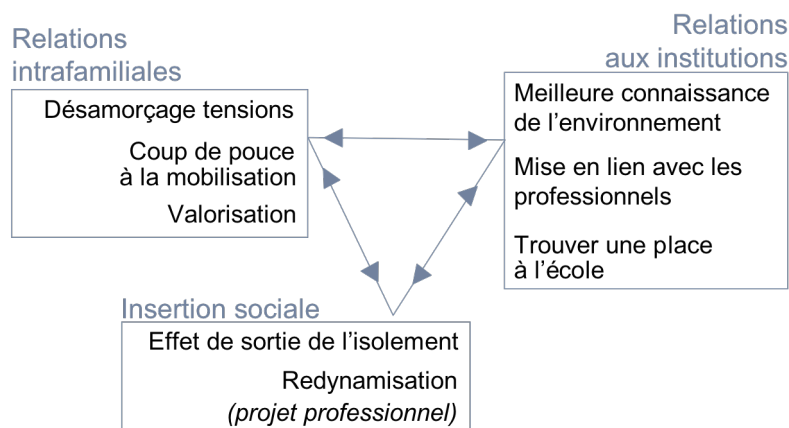 Relations
intrafamiliales
Désamorçage tensions
Coup de pouce
à la mobilisation
Valorisation
Relations
aux institutions
Meilleure connaissance
de l'environnement
Mise en lien avec les
professionnels
Trouver une place
à l'école
Insertion sociale
Effet de sortie de l'isolement
Redynamisation
(projet professionnel)